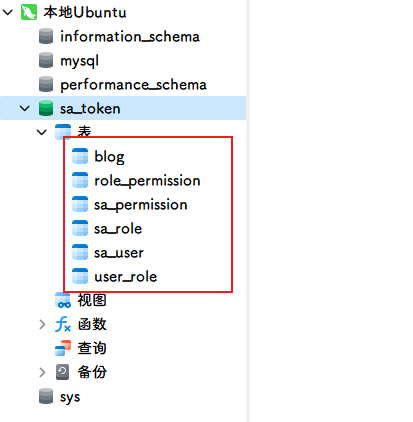 本地Ubuntu
information_schema
mysql
performance_schema
sa_token
表
blog
role_permission
sa_permission
sa_role
sa_user
user_role
视图
函数
查询
备份
sys